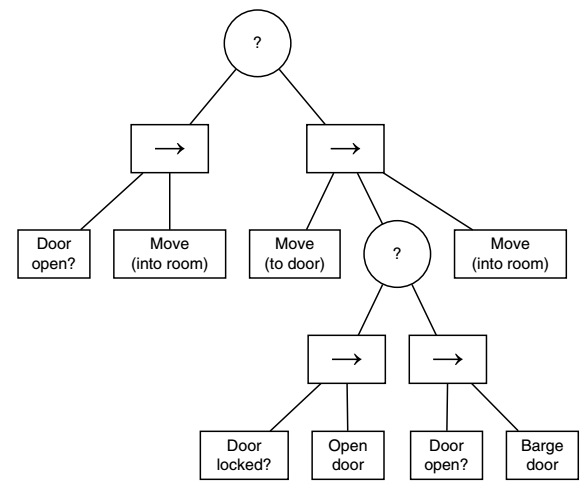 ?
→
→
Door
open?
Move
(into room)
Move
(to door)
?
Move
(into room)
→
→
Door
locked?
Open
door
Door
open?
Barge
door